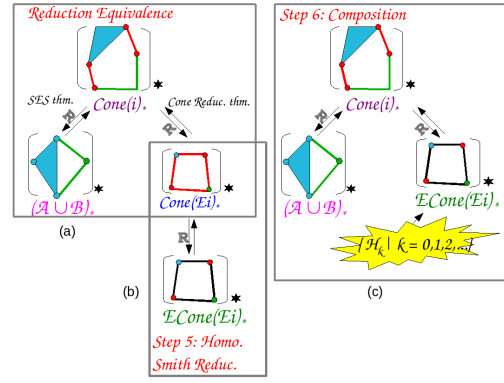 Reduction Equivalence
SES thm.
Cone(i)*
Cone Reduc. thm.
R
R
(A ∪ B)*
Cone(Ei)*
(a)
R
(b)
ECone(Ei)*
Step 5: Homo.
Smith Reduc.
Step 6: Composition
Cone(i)*
R
R
(A ∪ B)*
ECone(Ei)*
{H_k | k = 0,1,2,...}
(c)